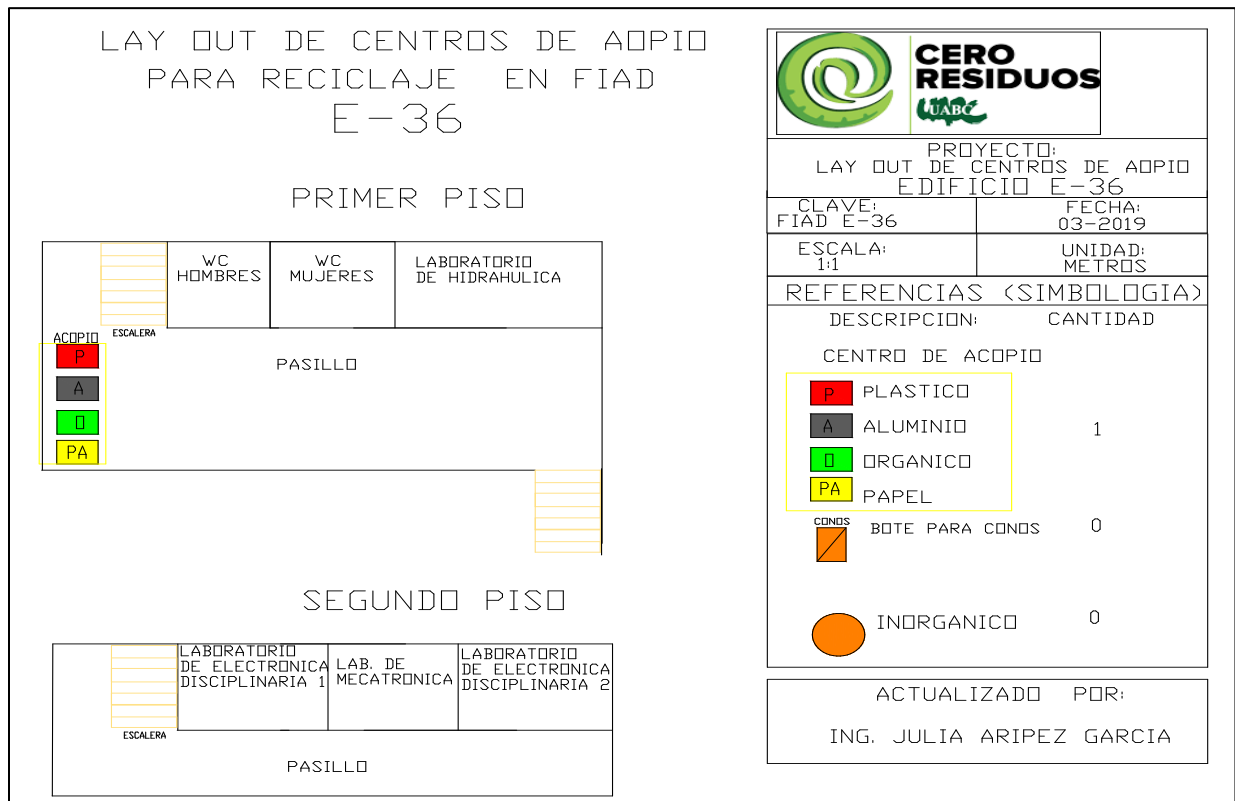 LAY OUT DE CENTROS DE AOPIO
PARA RECICLAJE EN FIAD
E-36
PRIMER PISO
WC
HOMBRES
WC
MUJERES
LABORATORIO
DE HIDRAHULICA
ESCALERA
ACOPIO
P
A
O
PA
PASILLO
SEGUNDO PISO
LABORATORIO
DE ELECTRONICA
DISCIPLINARIA 1
LAB. DE
MECATRONICA
LABORATORIO
DE ELECTRONICA
DISCIPLINARIA 2
ESCALERA
PASILLO
CERO
RESIDUOS
UABC
PROYECTO:
LAY OUT DE CENTROS DE AOPIO
EDIFICIO E-36
CLAVE:
FIAD E-36
FECHA:
03-2019
ESCALA:
1:1
UNIDAD:
METROS
REFERENCIAS (SIMBOLOGIA)
DESCRIPCION: CANTIDAD
CENTRO DE ACOPIO
P PLASTICO
A ALUMINIO 1
O ORGANICO
PA PAPEL
CONOS
BOTE PARA CONOS 0
INORGANICO 0
ACTUALIZADO POR:
ING. JULIA ARIPEZ GARCIA